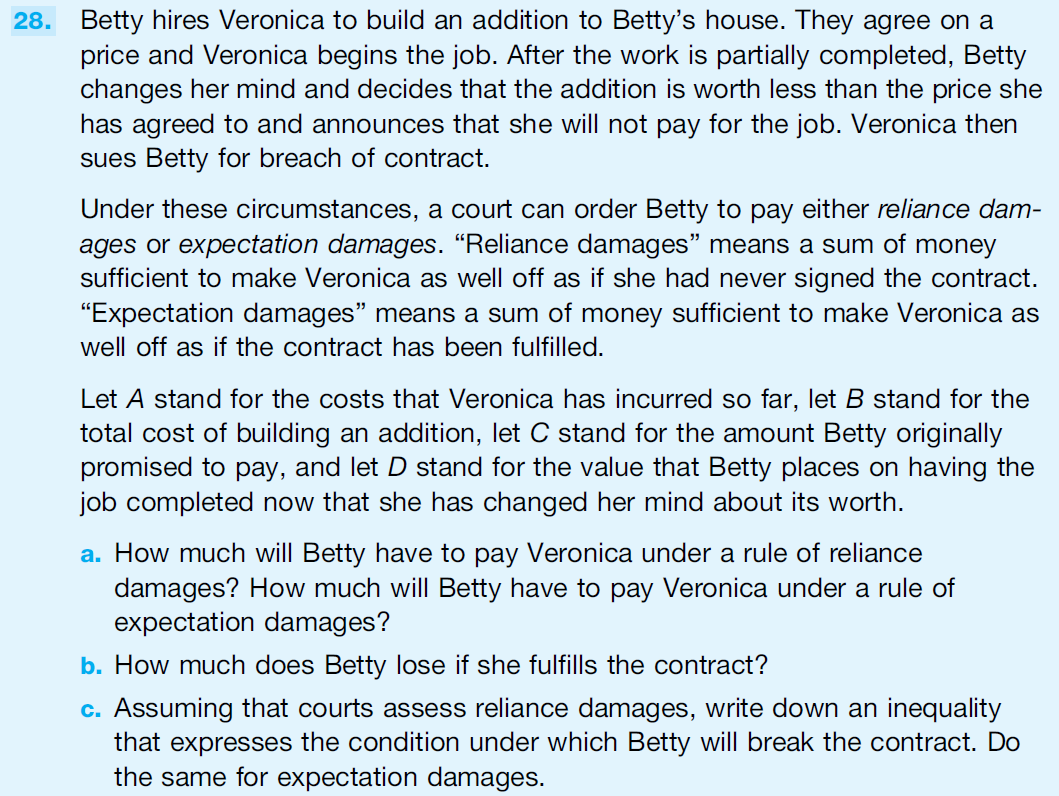 28. Betty hires Veronica to build an addition to Betty’s house. They agree on a
price and Veronica begins the job. After the work is partially completed, Betty
changes her mind and decides that the addition is worth less than the price she
has agreed to and announces that she will not pay for the job. Veronica then
sues Betty for breach of contract.
Under these circumstances, a court can order Betty to pay either reliance dam-
ages or expectation damages. “Reliance damages” means a sum of money
sufficient to make Veronica as well off as if she had never signed the contract.
“Expectation damages” means a sum of money sufficient to make Veronica as
well off as if the contract has been fulfilled.
Let A stand for the costs that Veronica has incurred so far, let B stand for the
total cost of building an addition, let C stand for the amount Betty originally
promised to pay, and let D stand for the value that Betty places on having the
job completed now that she has changed her mind about its worth.
a. How much will Betty have to pay Veronica under a rule of reliance
damages? How much will Betty have to pay Veronica under a rule of
expectation damages?
b. How much does Betty lose if she fulfills the contract?
c. Assuming that courts assess reliance damages, write down an inequality
that expresses the condition under which Betty will break the contract. Do
the same for expectation damages.